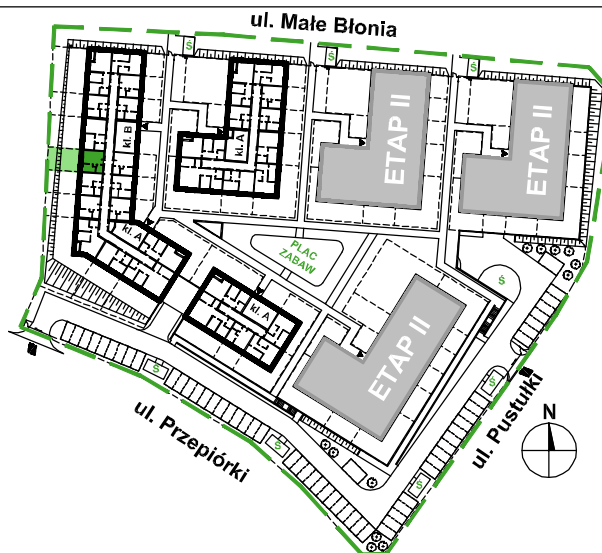 ul. Małe Błonia
Ś
Ś
Ś
kl. B
kl. A
ETAP II
ETAP II
kl. A
PLAC
ZABAW
Ś
kl. A
ETAP II
Ś
Ś
ul. Przepiórki
Ś
Ś
ul. Pustułki
N